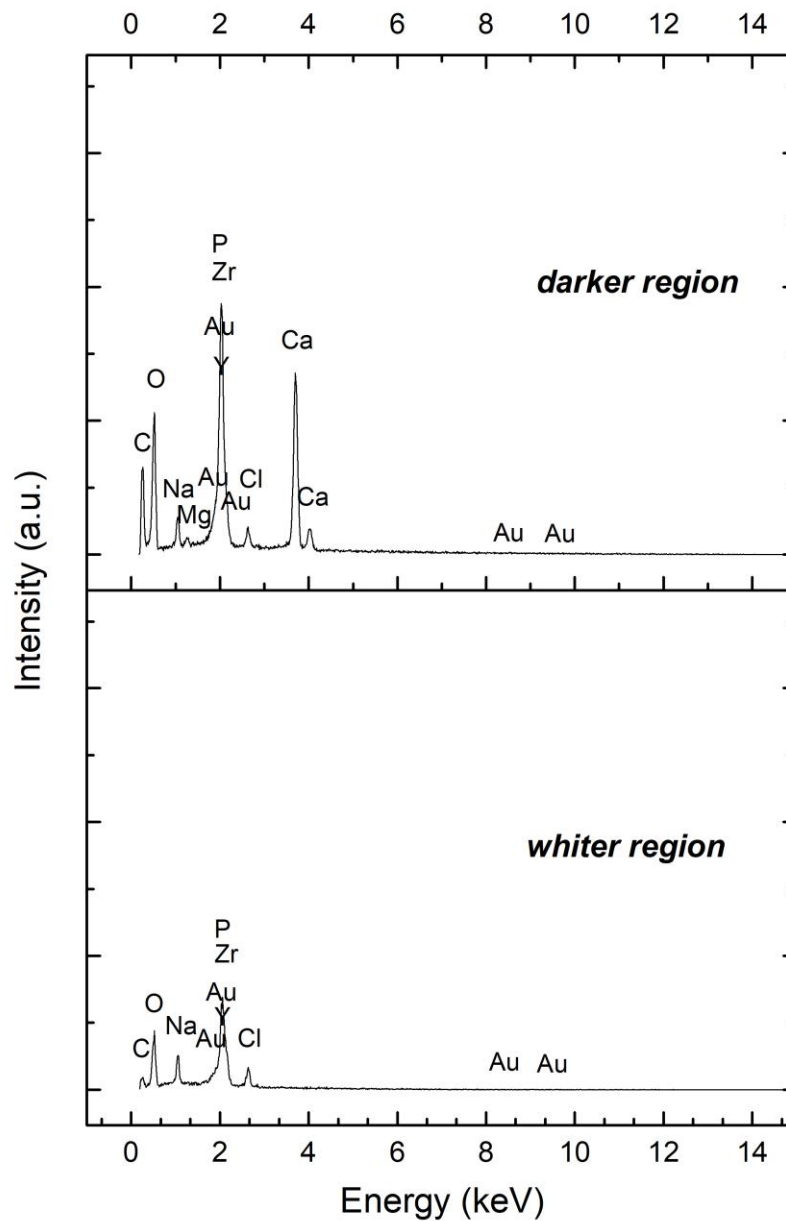 0 2 4 6 8 10 12 14
P
Zr
darker region
Au
Ca
Y
O
C
Au Cl
Na Au Ca
Mg
Au Au
Intensity (a.u.)
whiter region
P
Zr
Au
O Y
Na
C Au Cl
Au Au
0 2 4 6 8 10 12 14
Energy (keV)